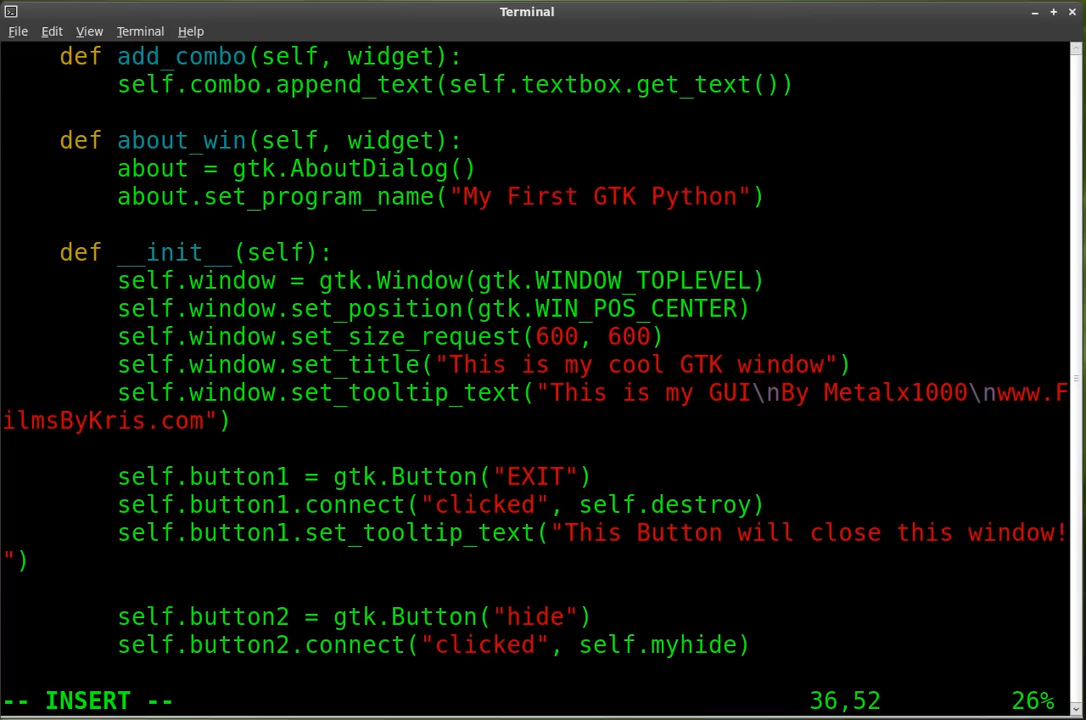 Terminal
File Edit View Terminal Help
    def add_combo(self, widget):
        self.combo.append_text(self.textbox.get_text())

    def about_win(self, widget):
        about = gtk.AboutDialog()
        about.set_program_name("My First GTK Python")

    def __init__(self):
        self.window = gtk.Window(gtk.WINDOW_TOPLEVEL)
        self.window.set_position(gtk.WIN_POS_CENTER)
        self.window.set_size_request(600, 600)
        self.window.set_title("This is my cool GTK window")
        self.window.set_tooltip_text("This is my GUI\nBy Metalx1000\nwww.F
ilmsByKris.com")

        self.button1 = gtk.Button("EXIT")
        self.button1.connect("clicked", self.destroy)
        self.button1.set_tooltip_text("This Button will close this window!
")

        self.button2 = gtk.Button("hide")
        self.button2.connect("clicked", self.myhide)

-- INSERT -- 36,52 26%